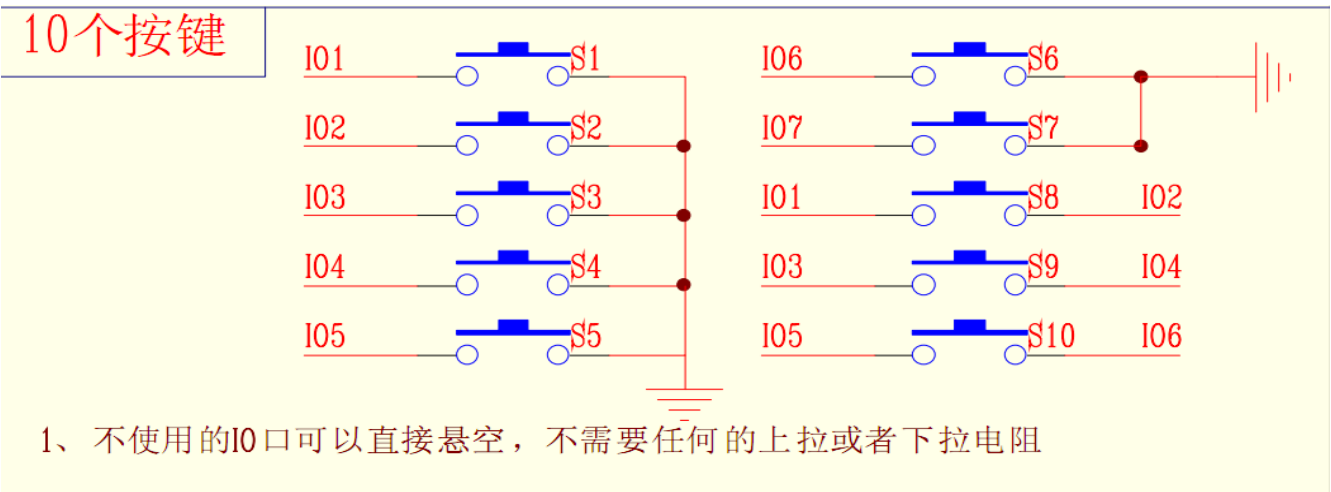 10个按键
IO1 S1 IO6 S6
IO2 S2 IO7 S7
IO3 S3 IO1 S8 IO2
IO4 S4 IO3 S9 IO4
IO5 S5 IO5 S10 IO6
1、不使用的IO口可以直接悬空，不需要任何的上拉或者下拉电阻